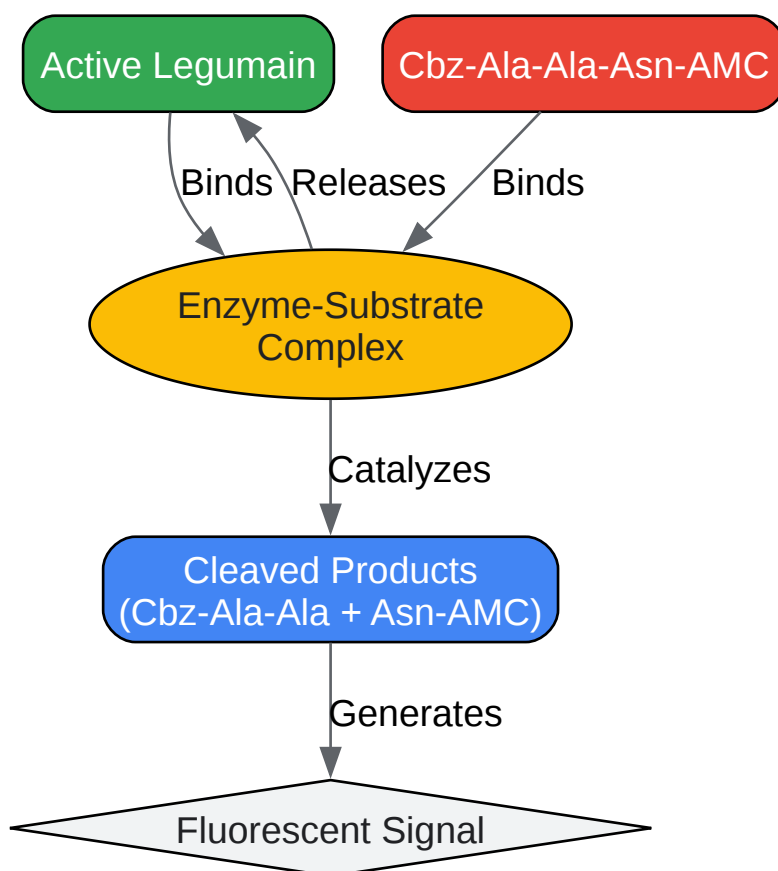 Active Legumain
Cbz-Ala-Ala-Asn-AMC
Binds
Releases
Binds
Enzyme-Substrate
Complex
Catalyzes
Cleaved Products
(Cbz-Ala-Ala + Asn-AMC)
Generates
Fluorescent Signal